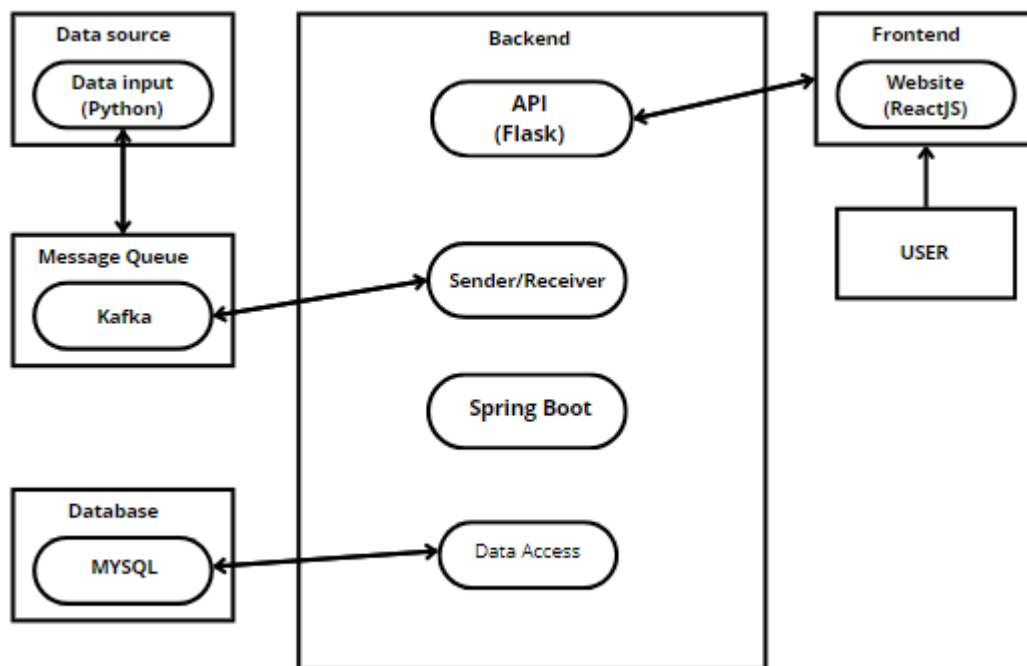 Data source
Data input
(Python)
Message Queue
Kafka
Database
MYSQL
Backend
API
(Flask)
Sender/Receiver
Spring Boot
Data Access
Frontend
Website
(ReactJS)
USER